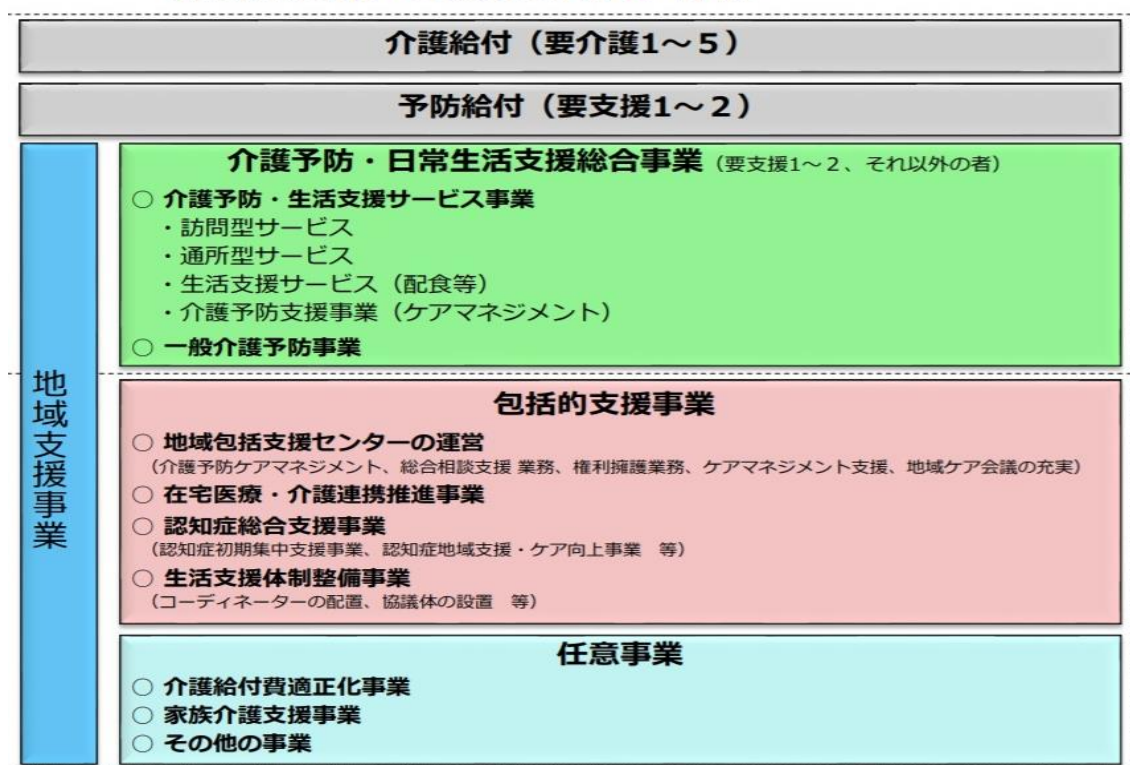 介護給付（要介護1～５）
予防給付（要支援1～２）
地域支援事業
介護予防・日常生活支援総合事業（要支援1～２、それ以外の者）
○ 介護予防・生活支援サービス事業
・訪問型サービス
・通所型サービス
・生活支援サービス（配食等）
・介護予防支援事業（ケアマネジメント）
○ 一般介護予防事業
包括的支援事業
○ 地域包括支援センターの運営
（介護予防ケアマネジメント、総合相談支援 業務、権利擁護業務、ケアマネジメント支援、地域ケア会議の充実）
○ 在宅医療・介護連携推進事業
○ 認知症総合支援事業
（認知症初期集中支援事業、認知症地域支援・ケア向上事業　等）
○ 生活支援体制整備事業
（コーディネーターの配置、協議体の設置　等）
任意事業
○ 介護給付費適正化事業
○ 家族介護支援事業
○ その他の事業